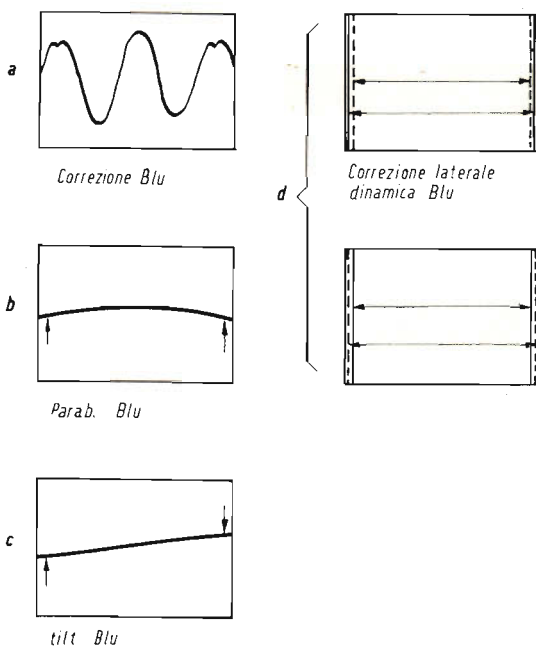 a
Correzione Blu
b
Parab. Blu
c
tilt Blu
d
Correzione laterale
dinamica Blu